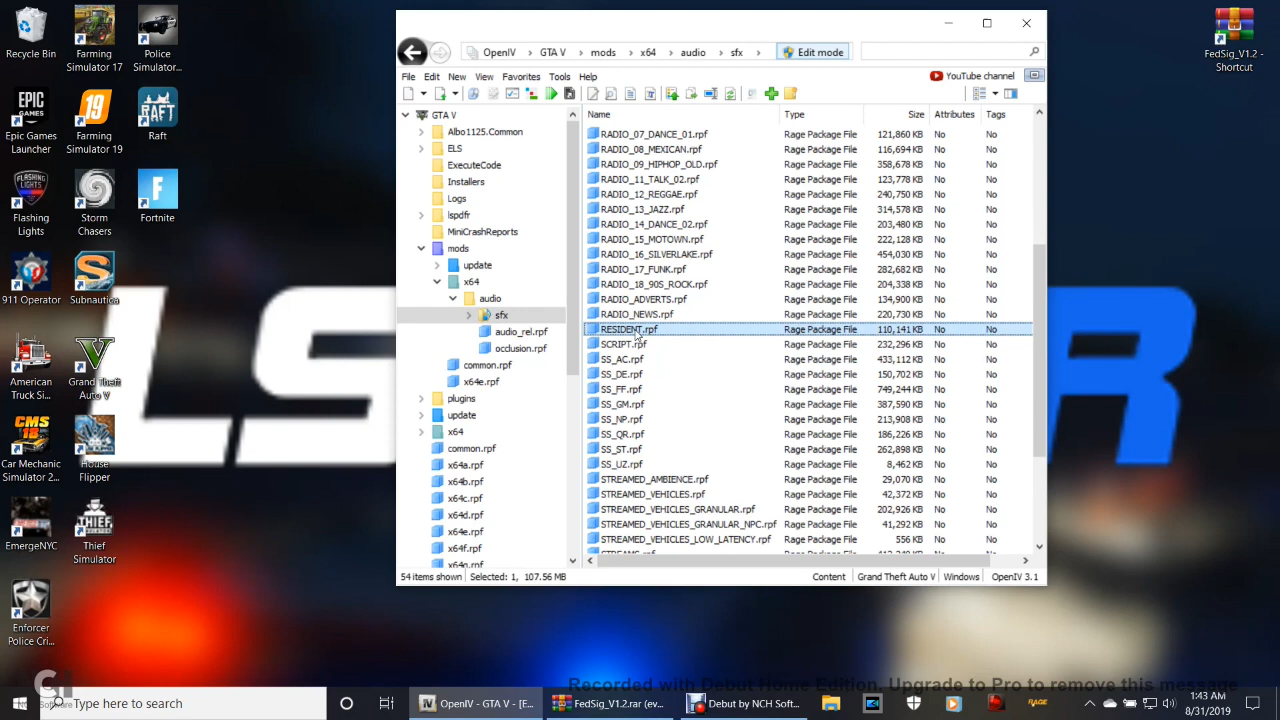 Recycle Bin
Farming Simulator 17
Police Simulator...
Epic Games
Farming Simulator 19
Raft
Flashing Lights
Storm Chasers
Fortnite
911 Operator
Subnautica
American Truck ...
Grand Theft Auto V
Car Mechanic Simulator 2...
House Flipper
EmergeNYC
Thief Simulator
Enforcer Cri...
FedSig_V1.2 Shortcut
OpenIV > GTA V > mods > x64 > audio > sfx > Edit mode
File Edit New View Favorites Tools Help YouTube channel
GTA V
Albo1125.Common
ELS
ExecuteCode
Installers
Logs
lspdfr
MiniCrashReports
mods
update
x64
audio
sfx
audio_rel.rpf
occlusion.rpf
common.rpf
x64e.rpf
plugins
update
x64
common.rpf
x64a.rpf
x64b.rpf
x64c.rpf
x64d.rpf
x64e.rpf
x64f.rpf
x64g.rpf
Name Type Size Attributes Tags
RADIO_07_DANCE_01.rpf Rage Package File 121,860 KB No No
RADIO_08_MEXICAN.rpf Rage Package File 116,694 KB No No
RADIO_09_HIPHOP_OLD.rpf Rage Package File 358,678 KB No No
RADIO_11_TALK_02.rpf Rage Package File 123,778 KB No No
RADIO_12_REGGAE.rpf Rage Package File 240,750 KB No No
RADIO_13_JAZZ.rpf Rage Package File 314,578 KB No No
RADIO_14_DANCE_02.rpf Rage Package File 203,480 KB No No
RADIO_15_MOTOWN.rpf Rage Package File 222,128 KB No No
RADIO_16_SILVERLAKE.rpf Rage Package File 454,030 KB No No
RADIO_17_FUNK.rpf Rage Package File 282,682 KB No No
RADIO_18_90S_ROCK.rpf Rage Package File 204,338 KB No No
RADIO_ADVERTS.rpf Rage Package File 134,900 KB No No
RADIO_NEWS.rpf Rage Package File 220,730 KB No No
RESIDENT.rpf Rage Package File 110,141 KB No No
SCRIPT.rpf Rage Package File 232,296 KB No No
SS_AC.rpf Rage Package File 433,112 KB No No
SS_DE.rpf Rage Package File 150,702 KB No No
SS_FF.rpf Rage Package File 749,244 KB No No
SS_GM.rpf Rage Package File 387,590 KB No No
SS_NP.rpf Rage Package File 213,908 KB No No
SS_QR.rpf Rage Package File 186,226 KB No No
SS_ST.rpf Rage Package File 262,898 KB No No
SS_UZ.rpf Rage Package File 8,462 KB No No
STREAMED_AMBIENCE.rpf Rage Package File 29,070 KB No No
STREAMED_VEHICLES.rpf Rage Package File 42,372 KB No No
STREAMED_VEHICLES_GRANULAR.rpf Rage Package File 202,926 KB No No
STREAMED_VEHICLES_GRANULAR_NPC.rpf Rage Package File 41,292 KB No No
STREAMED_VEHICLES_LOW_LATENCY.rpf Rage Package File 556 KB No No
54 items shown Selected: 1, 107.56 MB Content Grand Theft Auto V Windows OpenIV 3.1
Recorded with Debut Home Edition. Upgrade to Pro to remove this message
Type here to search
OpenIV - GTA V - [E...
FedSig_V1.2.rar (ev...
Debut by NCH Soft...
RAGE
1:43 AM
8/31/2019